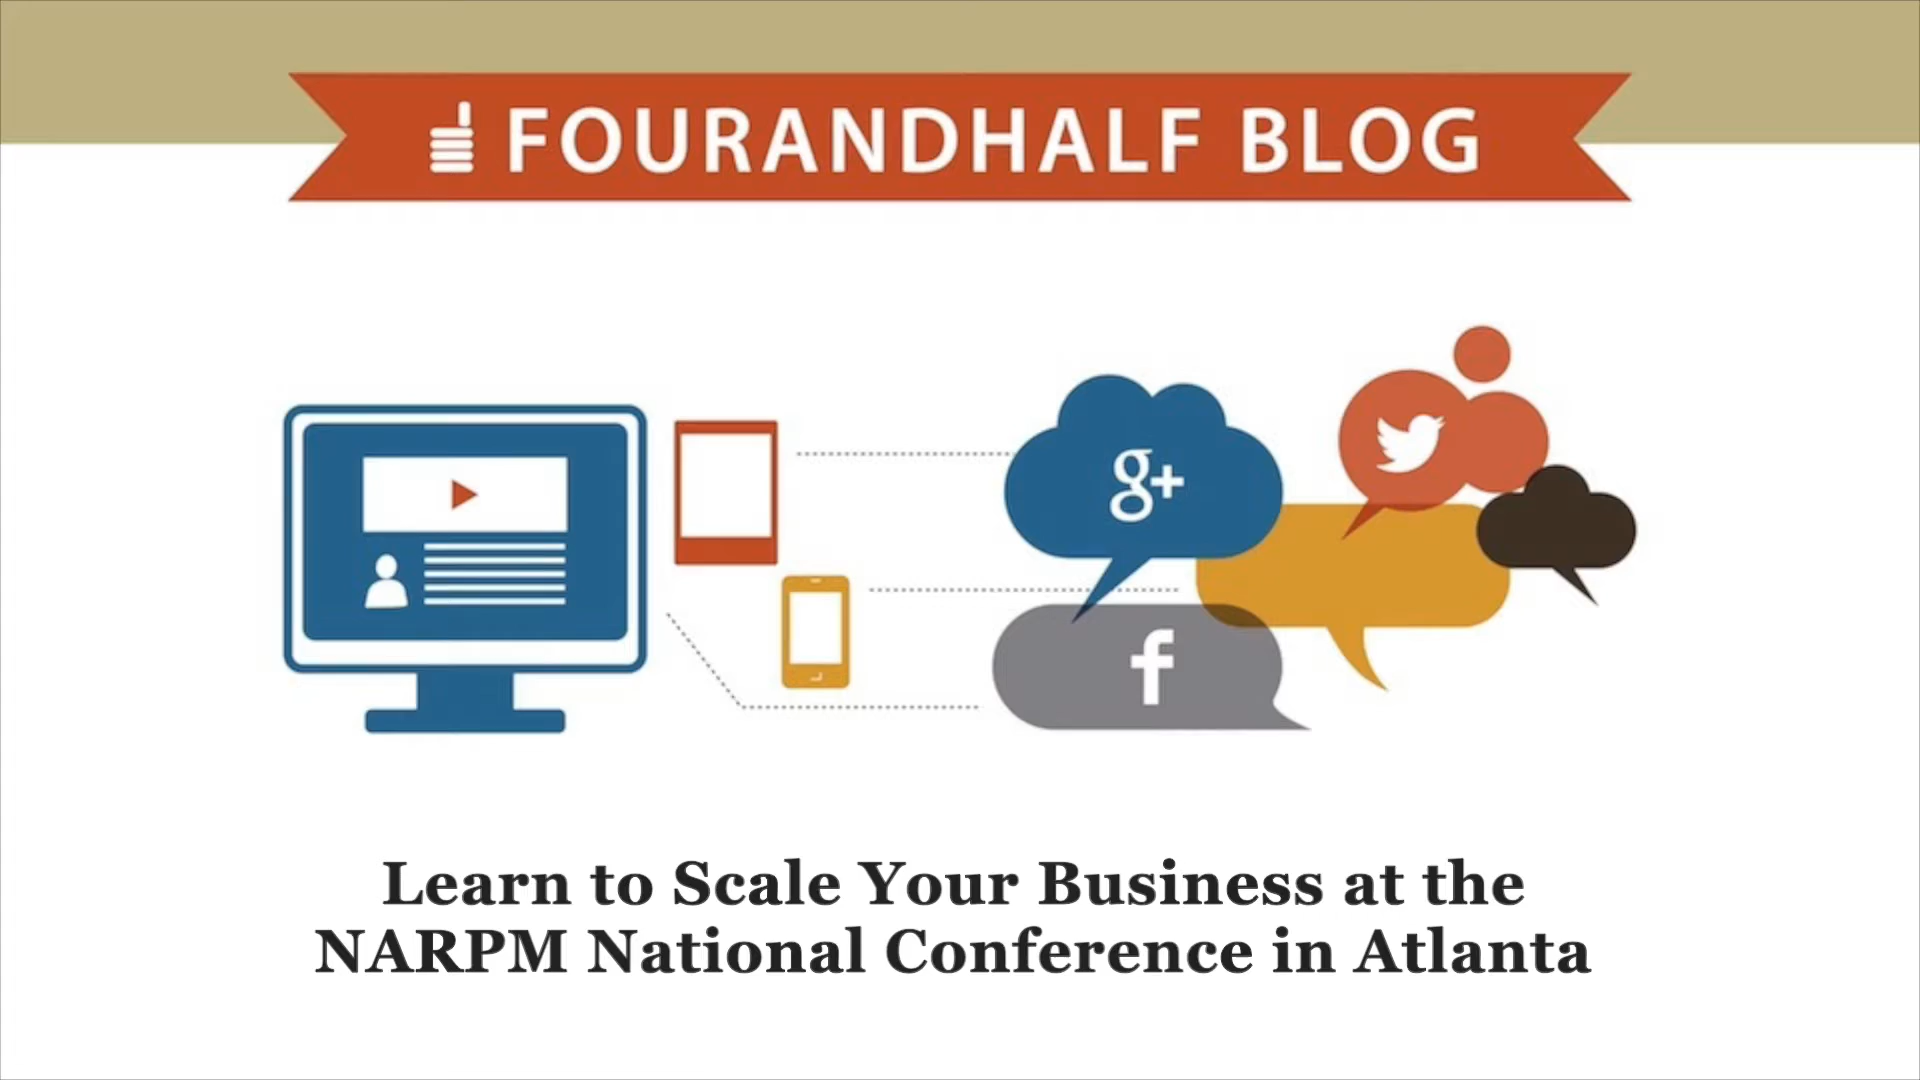 FOURANDHALF BLOG
g+
f
Learn to Scale Your Business at the
NARPM National Conference in Atlanta